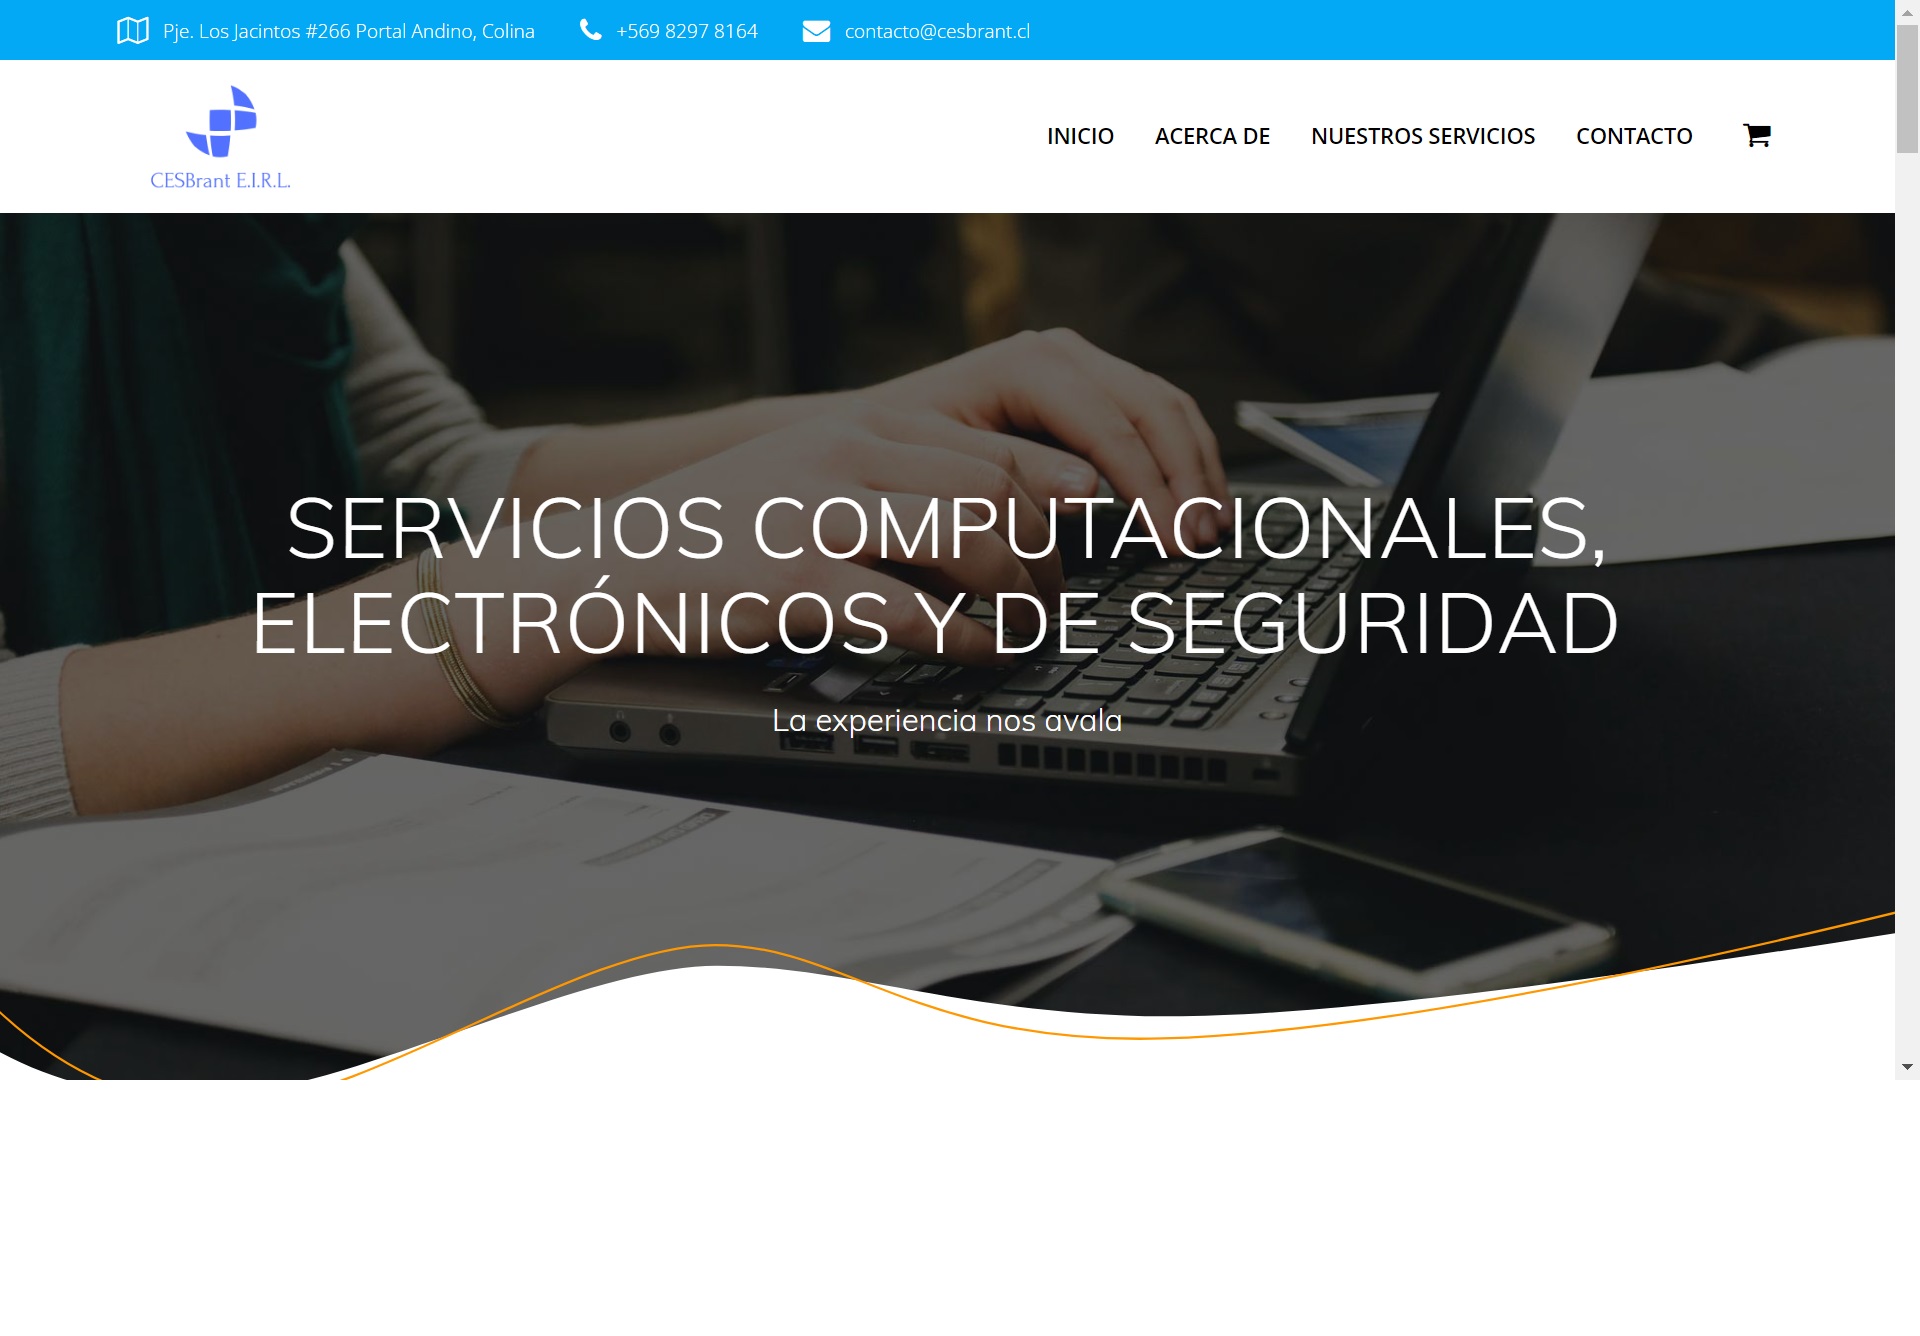 Pje. Los Jacintos #266 Portal Andino, Colina
+569 8297 8164
contacto@cesbrant.cl
CESBrant E.I.R.L.
INICIO
ACERCA DE
NUESTROS SERVICIOS
CONTACTO
SERVICIOS COMPUTACIONALES,
ELECTRÓNICOS Y DE SEGURIDAD
La experiencia nos avala